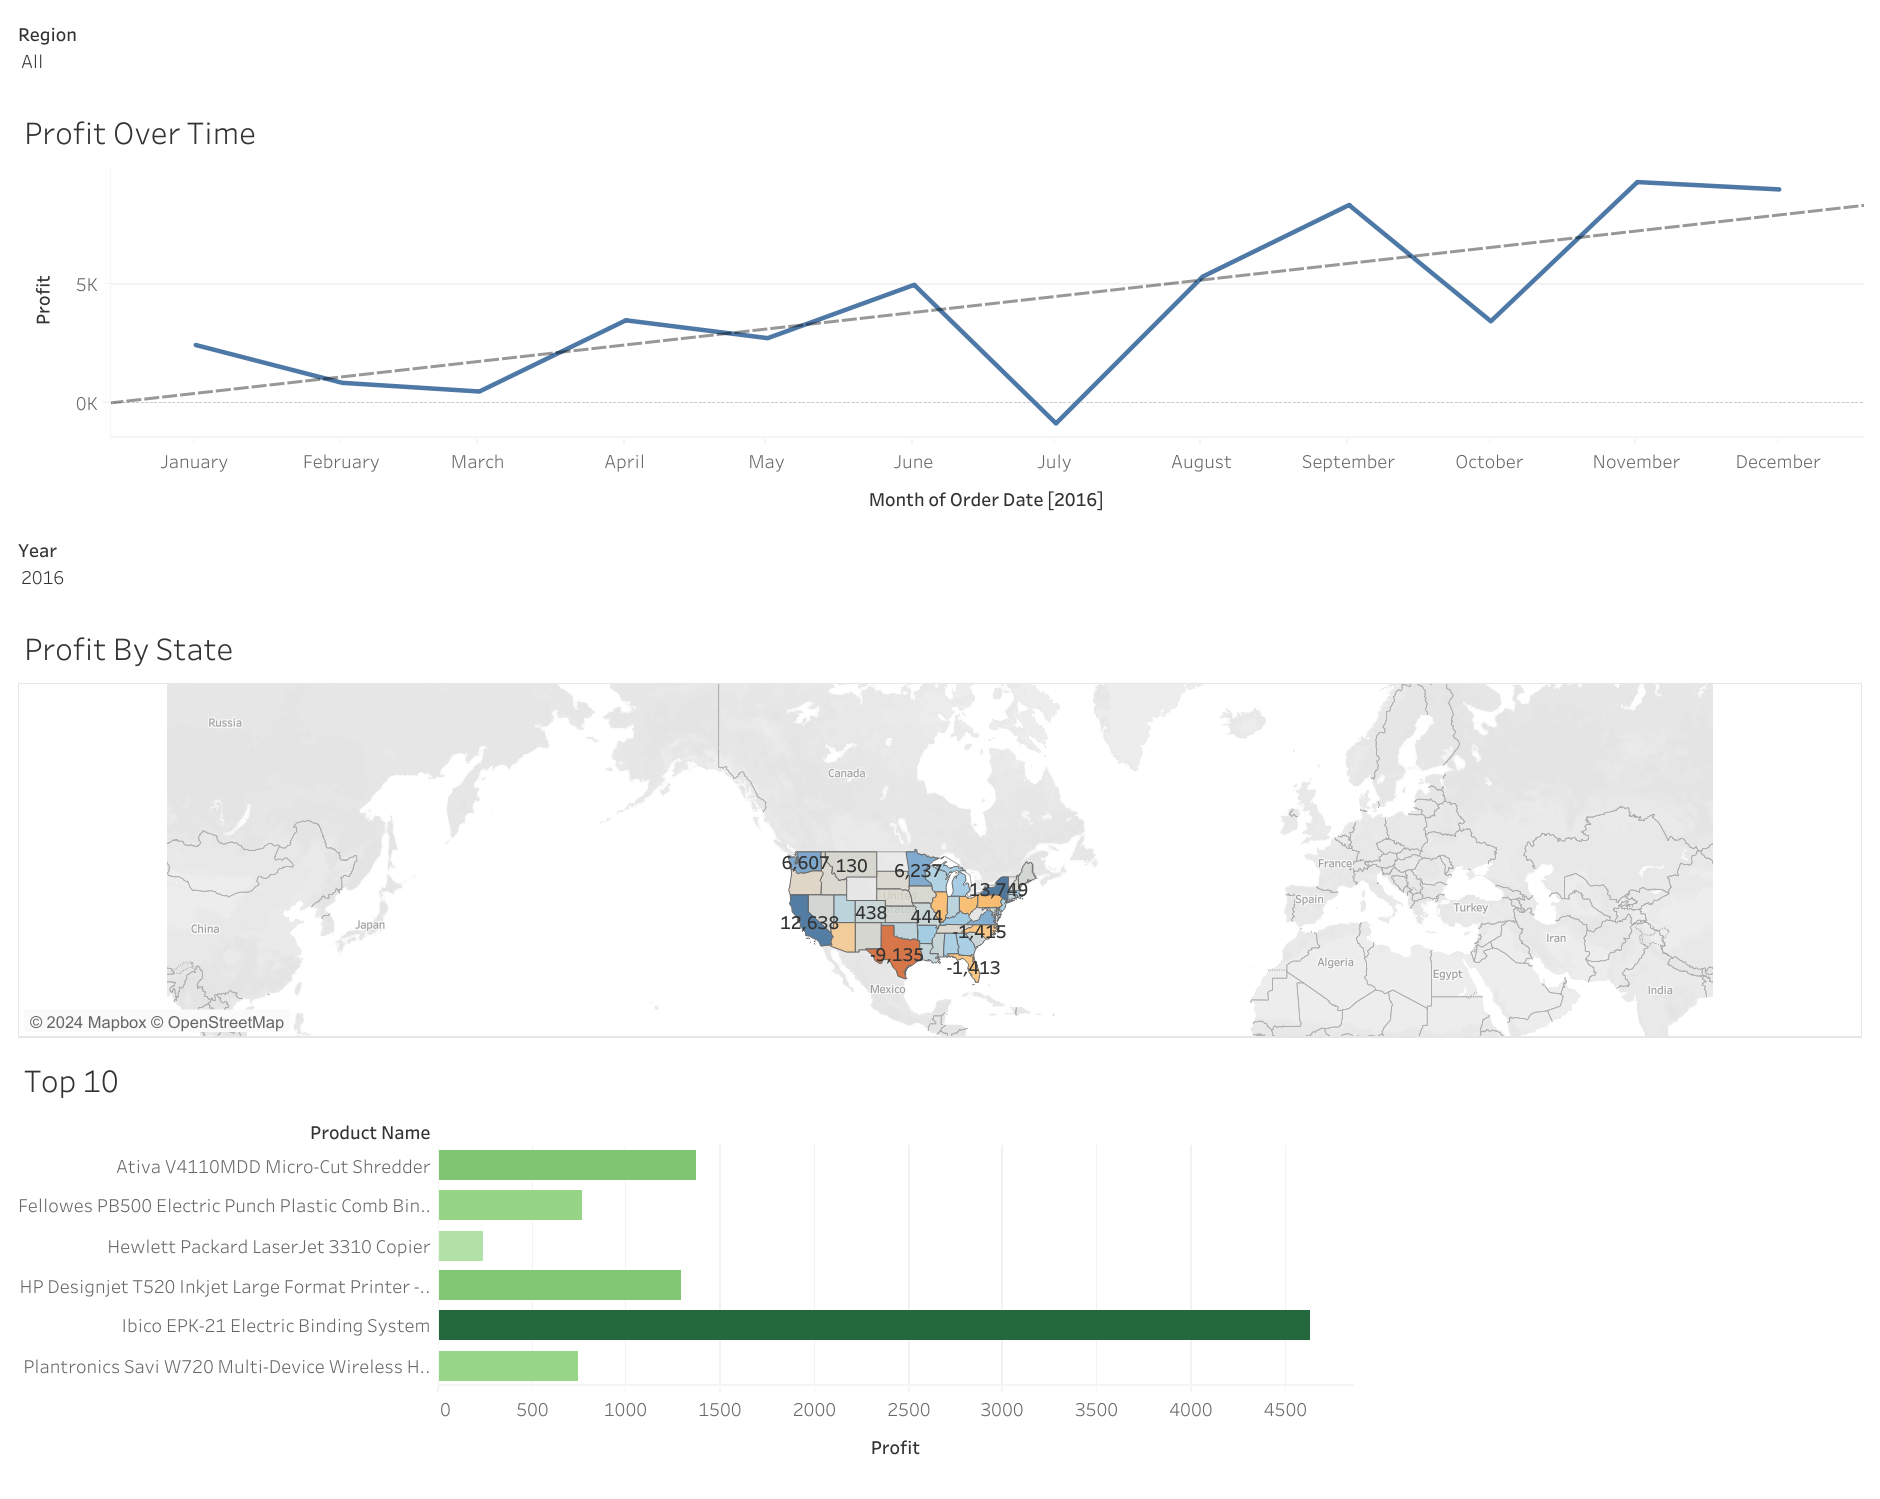 Region
All
Profit Over Time
Profit
5K
0K
January February March April May June July August September October November December
Month of Order Date [2016]
Year
2016
Profit By State
Russia
Canada
China
Japan
Mexico
France
Spain
Turkey
Iran
Algeria
Egypt
India
6,607
130
6,237
13,749
12,638
438
444
-1,415
-9,135
-1,413
© 2024 Mapbox © OpenStreetMap
Top 10
Product Name
Ativa V4110MDD Micro-Cut Shredder
Fellowes PB500 Electric Punch Plastic Comb Bin..
Hewlett Packard LaserJet 3310 Copier
HP Designjet T520 Inkjet Large Format Printer -..
Ibico EPK-21 Electric Binding System
Plantronics Savi W720 Multi-Device Wireless H..
0 500 1000 1500 2000 2500 3000 3500 4000 4500
Profit